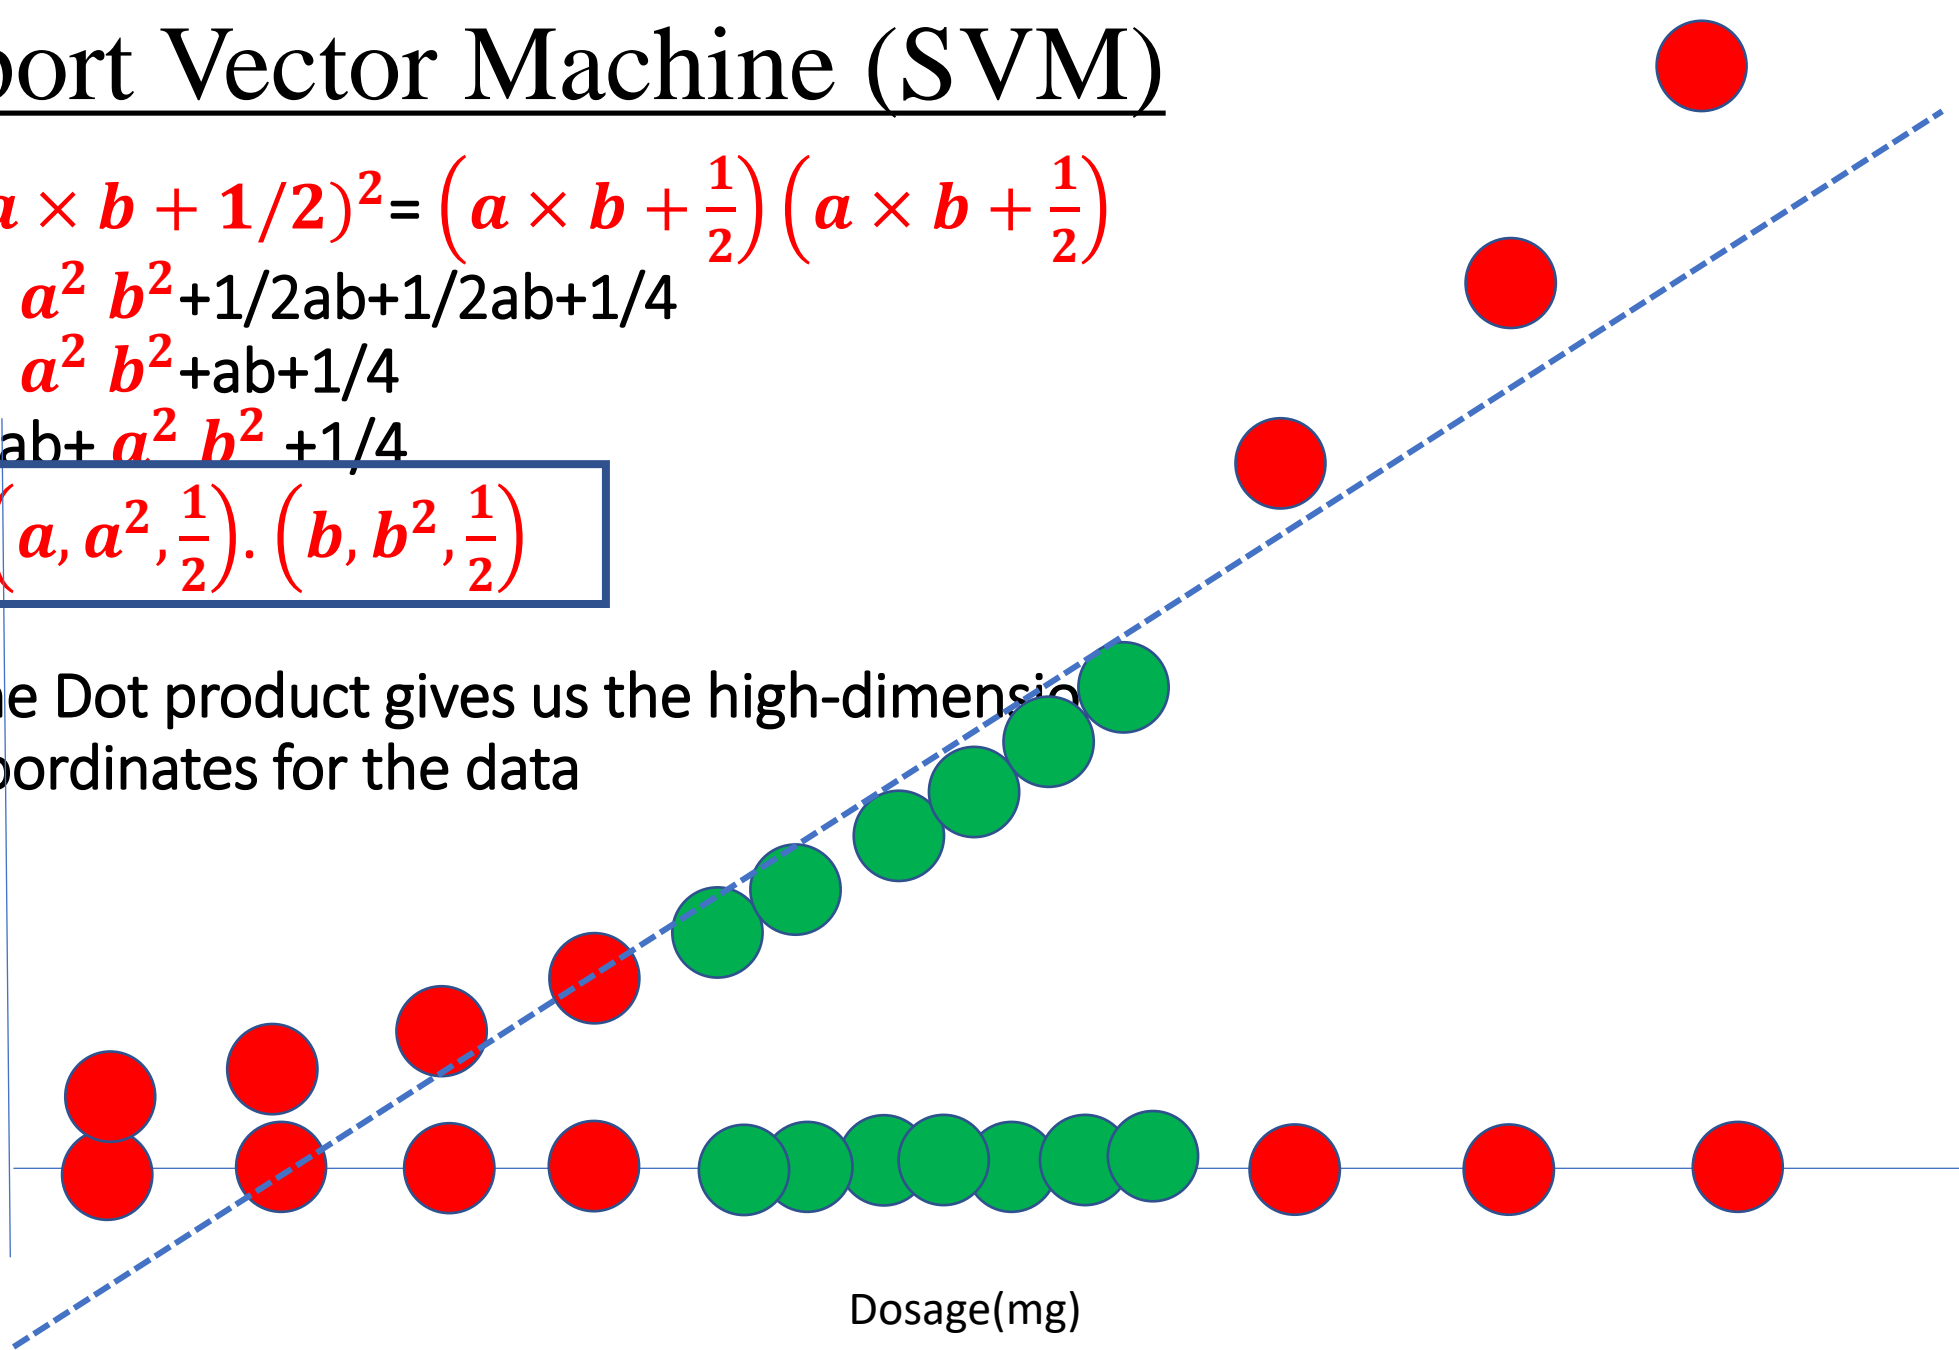 port Vector Machine (SVM)
a × b + 1/2)²= (a × b + 1/2)(a × b + 1/2)
a² b²+1/2ab+1/2ab+1/4
a² b²+ab+1/4
ab+ a² b² +1/4
(a, a², 1/2). (b, b², 1/2)
e Dot product gives us the high-dimensio
oordinates for the data
Dosage(mg)